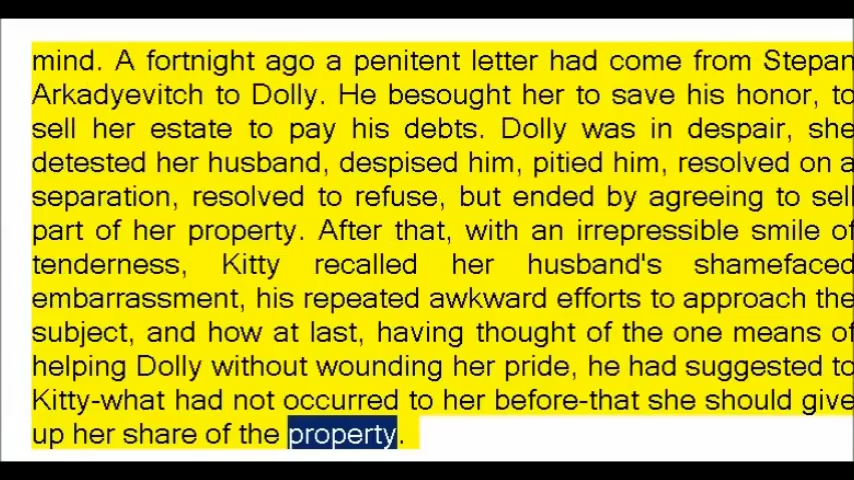 mind. A fortnight ago a penitent letter had come from Stepan
Arkadyevitch to Dolly. He besought her to save his honor, to
sell her estate to pay his debts. Dolly was in despair, she
detested her husband, despised him, pitied him, resolved on a
separation, resolved to refuse, but ended by agreeing to sell
part of her property. After that, with an irrepressible smile of
tenderness, Kitty recalled her husband's shamefaced
embarrassment, his repeated awkward efforts to approach the
subject, and how at last, having thought of the one means of
helping Dolly without wounding her pride, he had suggested to
Kitty-what had not occurred to her before-that she should give
up her share of the property.